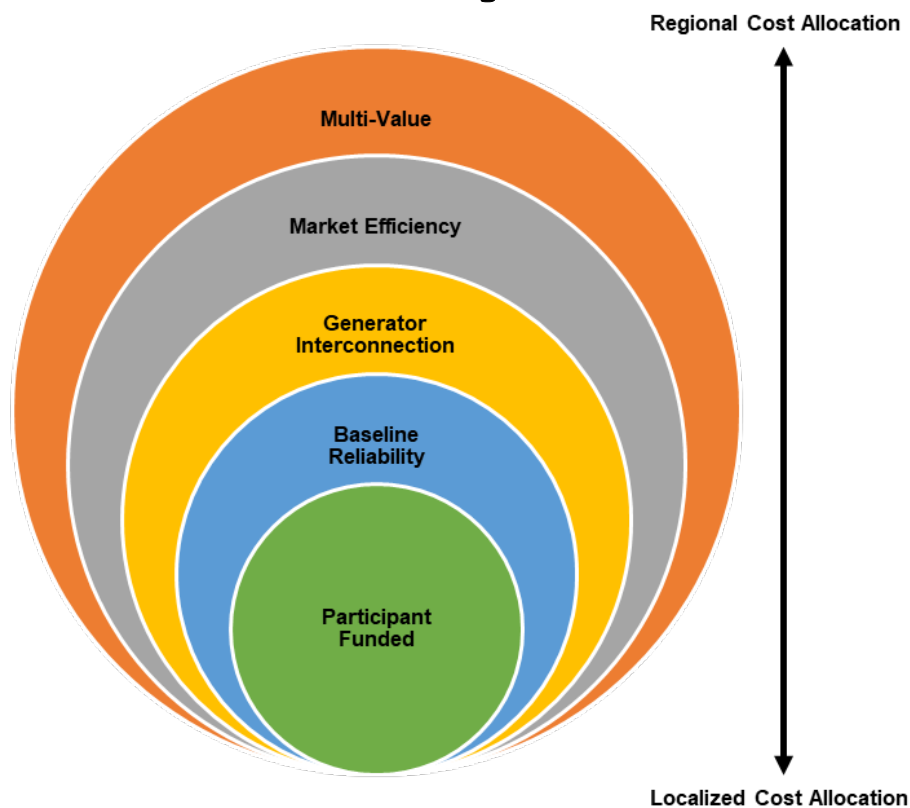 Regional Cost Allocation
Multi-Value
Market Efficiency
Generator
Interconnection
Baseline
Reliability
Participant
Funded
Localized Cost Allocation